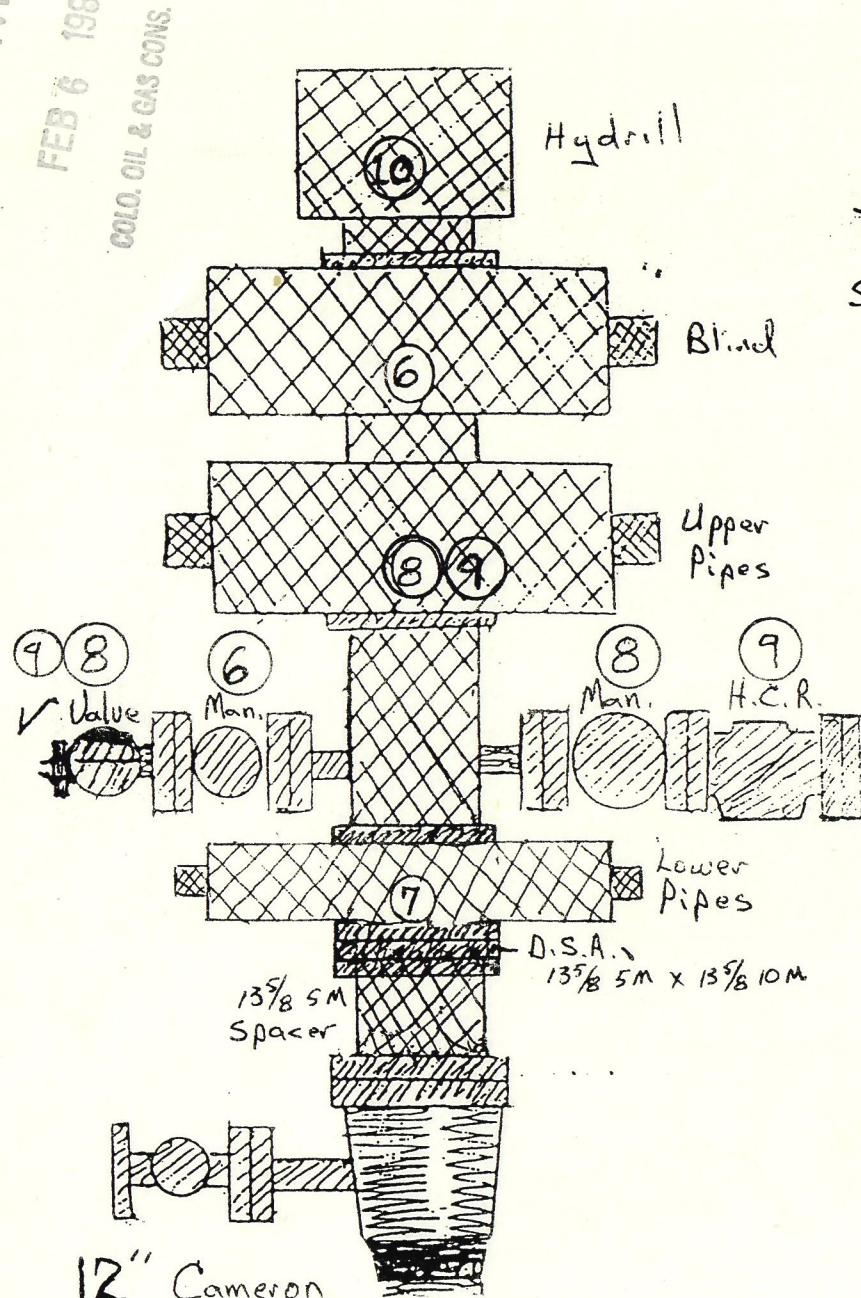 FEB 6 198
COLO. OIL & GAS CONS.
10
Hydrill
6
Blind
8 9
Upper
Pipes
9 8
6
8
9
✓ Valve
Man.
Man.
H.C.R.
7
Lower
Pipes
D.S.A.
13 5/8 5M x 13 5/8 10M
13 5/8 5M
Spacer
12" Cameron